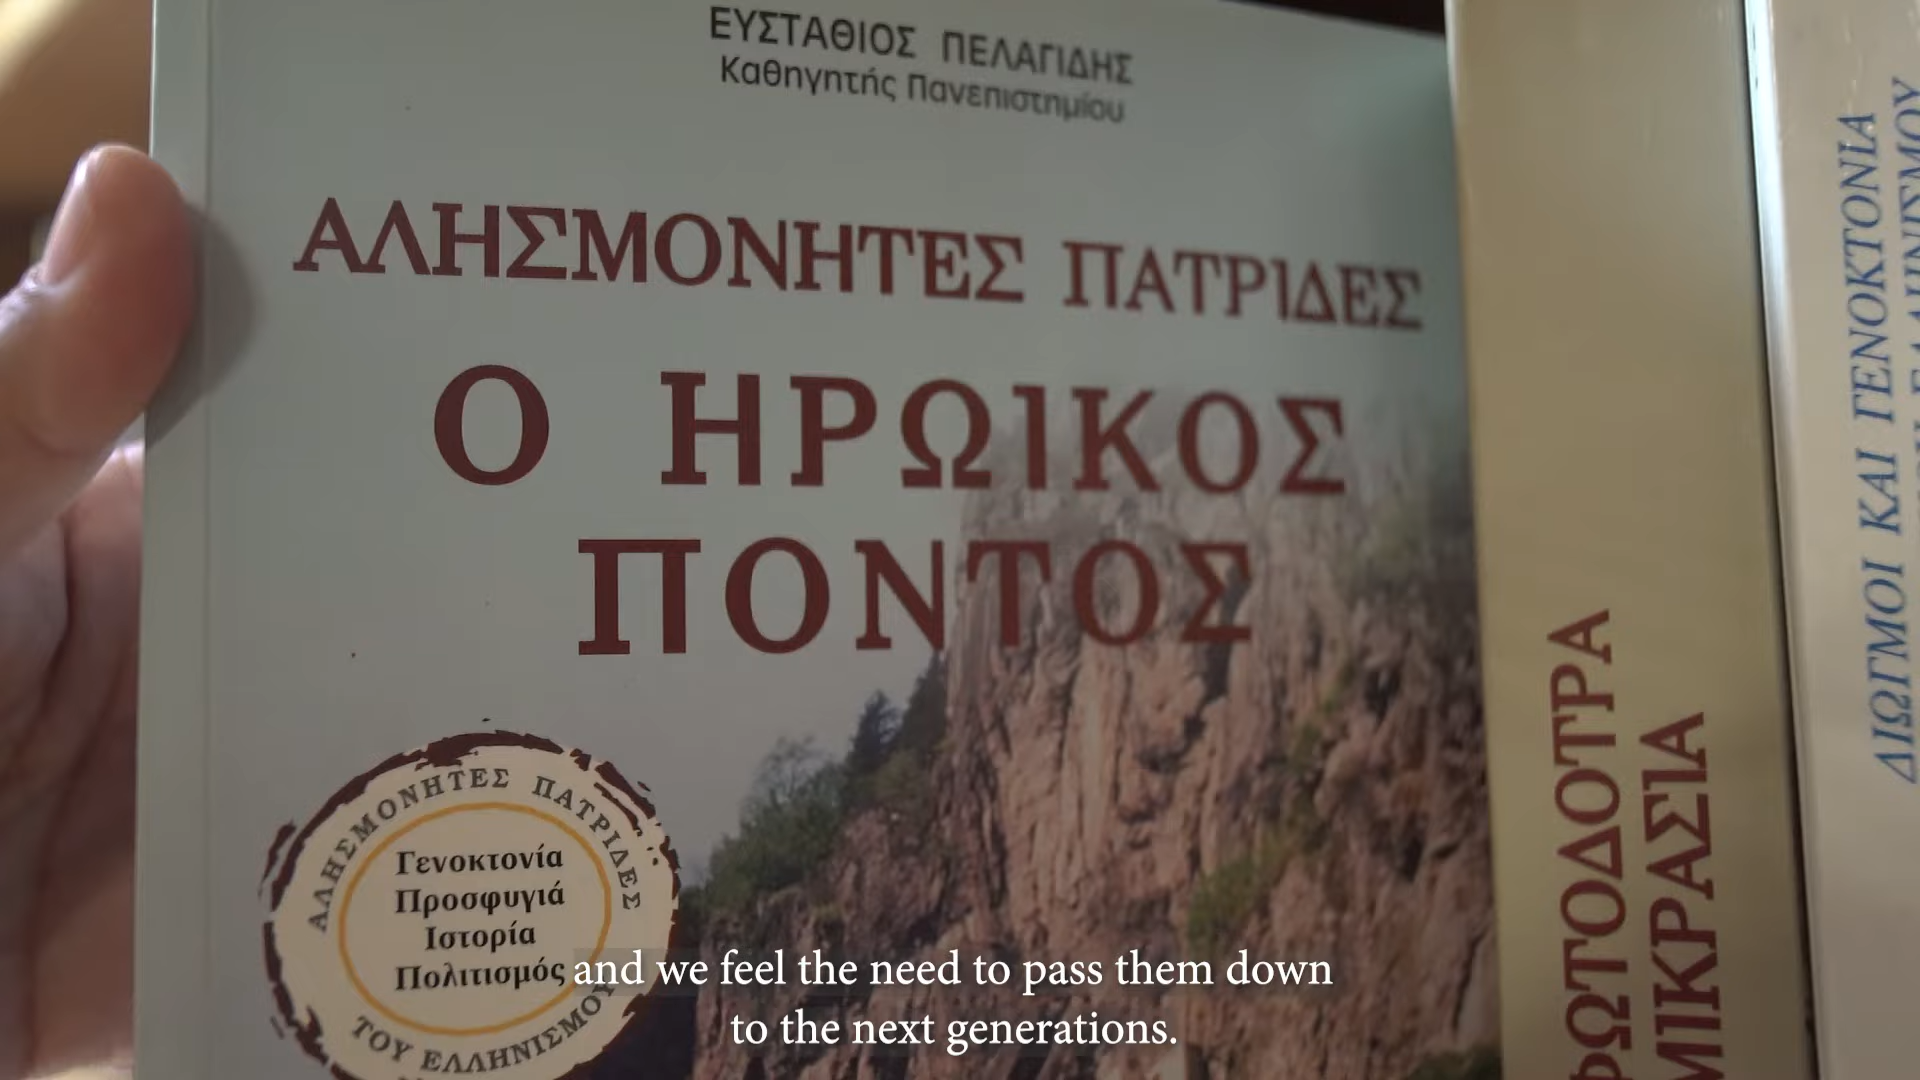 ΕΥΣΤΑΘΙΟΣ ΠΕΛΑΓΙΔΗΣ
Καθηγητής Πανεπιστημίου
ΑΛΗΣΜΟΝΗΤΕΣ ΠΑΤΡΙΔΕΣ
Ο ΗΡΩΙΚΟΣ
ΠΟΝΤΟΣ
ΑΛΗΣΜΟΝΗΤΕΣ ΠΑΤΡΙΔΕΣ
Γενοκτονία
Προσφυγιά
Ιστορία
Πολιτισμός
ΤΟΥ ΕΛΛΗΝΙΣΜΟΥ
ΦΩΤΟΔΟΤΡΑ
ΜΙΚΡΑΣΙΑ
ΔΙΩΓΜΟΙ ΚΑΙ ΓΕΝΟΚΤΟΝΙΑ
and we feel the need to pass them down
to the next generations.